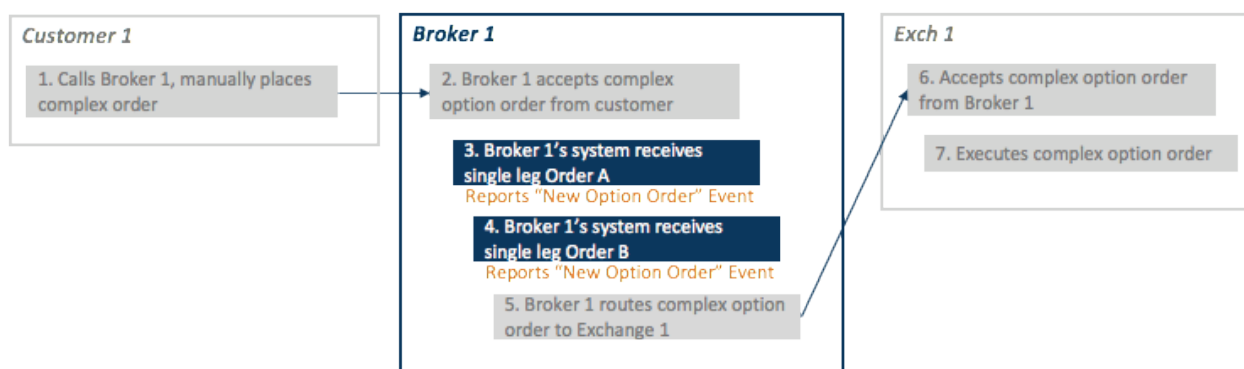 Customer 1
1. Calls Broker 1, manually places
complex order
Broker 1
2. Broker 1 accepts complex
option order from customer
3. Broker 1's system receives
single leg Order A
Reports "New Option Order" Event
4. Broker 1's system receives
single leg Order B
Reports "New Option Order" Event
5. Broker 1 routes complex option
order to Exchange 1
Exch 1
6. Accepts complex option order
from Broker 1
7. Executes complex option order